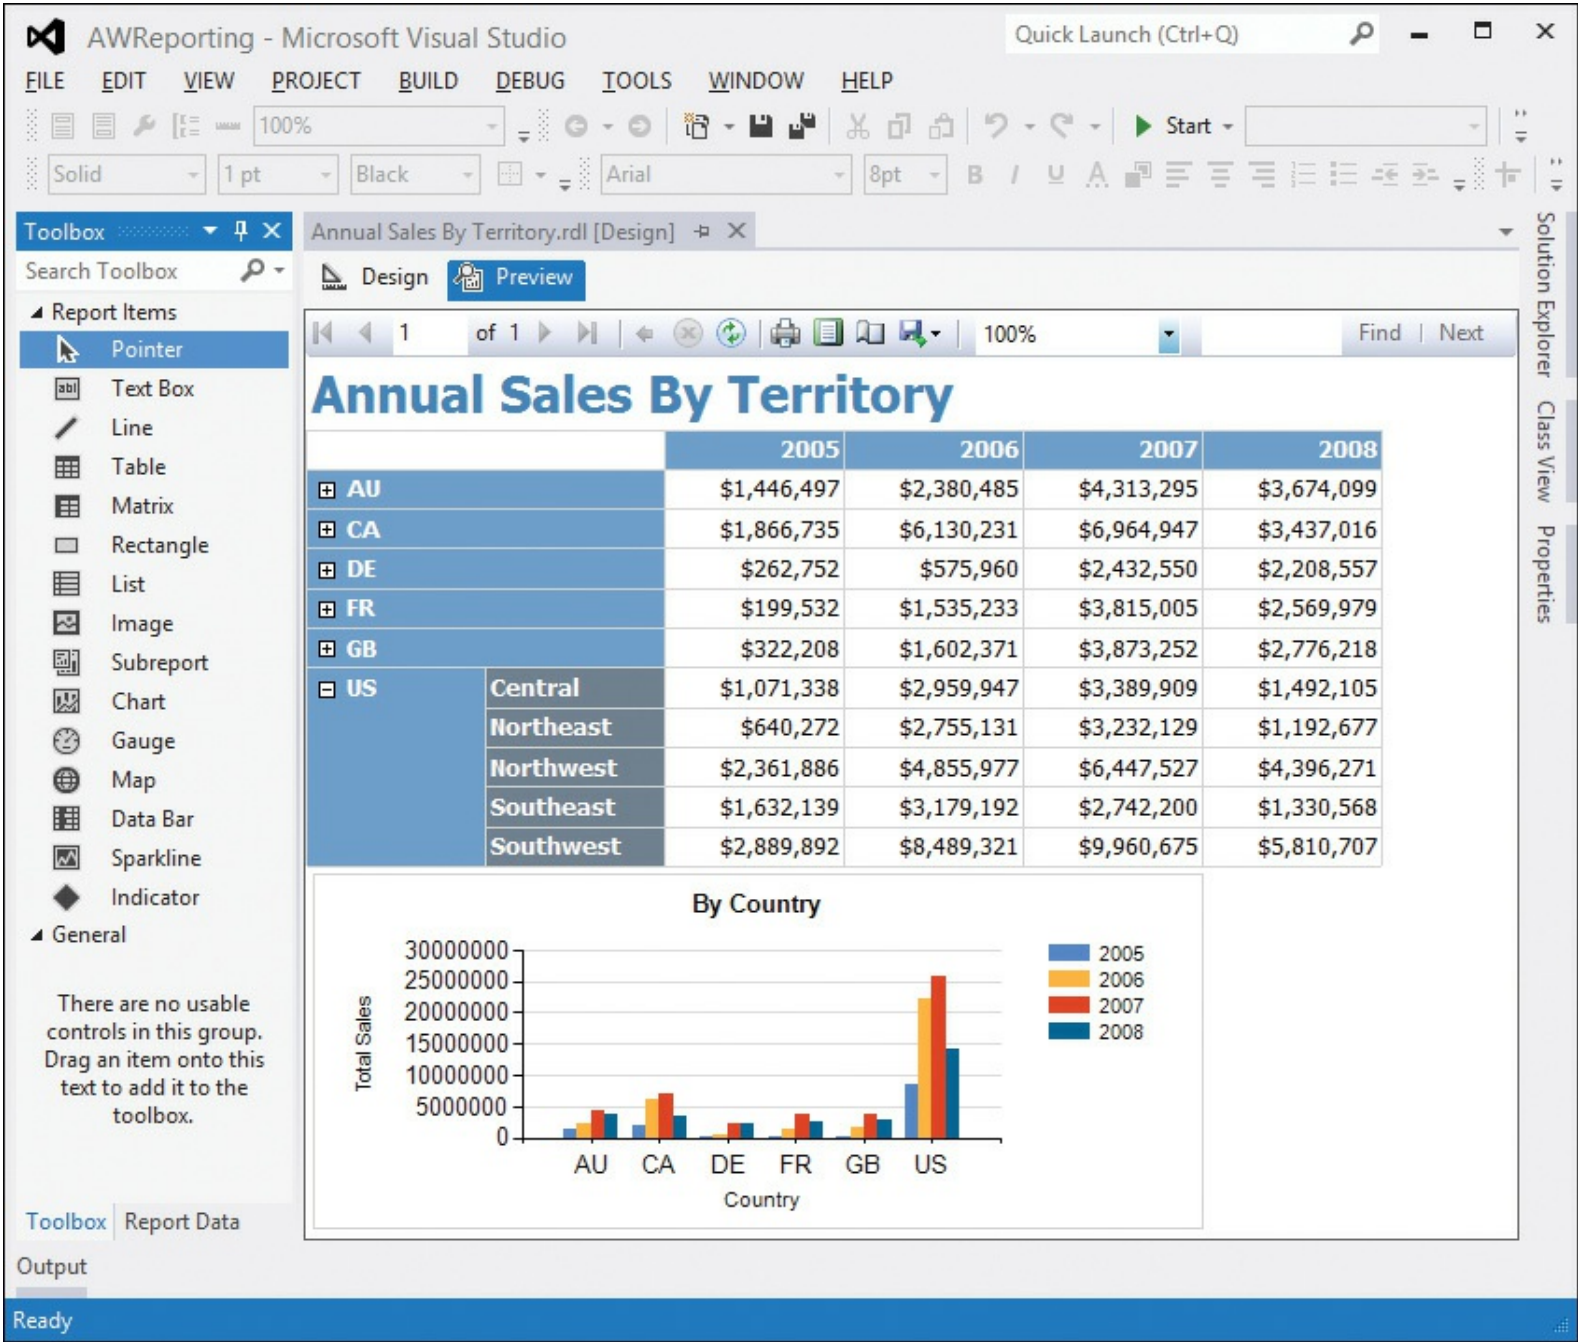 AWReporting - Microsoft Visual Studio
Quick Launch (Ctrl+Q)
FILE EDIT VIEW PROJECT BUILD DEBUG TOOLS WINDOW HELP
100%
Start
Solid 1 pt Black Arial 8pt B I U A
Toolbox
Search Toolbox
Report Items
Pointer
abl Text Box
Line
Table
Matrix
Rectangle
List
Image
Subreport
Chart
Gauge
Map
Data Bar
Sparkline
Indicator
General
There are no usable
controls in this group.
Drag an item onto this
text to add it to the
toolbox.
Toolbox Report Data
Annual Sales By Territory.rdl [Design]
Design Preview
1 of 1 100% Find | Next
Annual Sales By Territory
2005 2006 2007 2008
AU $1,446,497 $2,380,485 $4,313,295 $3,674,099
CA $1,866,735 $6,130,231 $6,964,947 $3,437,016
DE $262,752 $575,960 $2,432,550 $2,208,557
FR $199,532 $1,535,233 $3,815,005 $2,569,979
GB $322,208 $1,602,371 $3,873,252 $2,776,218
US Central $1,071,338 $2,959,947 $3,389,909 $1,492,105
Northeast $640,272 $2,755,131 $3,232,129 $1,192,677
Northwest $2,361,886 $4,855,977 $6,447,527 $4,396,271
Southeast $1,632,139 $3,179,192 $2,742,200 $1,330,568
Southwest $2,889,892 $8,489,321 $9,960,675 $5,810,707
By Country
Total Sales
30000000
25000000
20000000
15000000
10000000
5000000
0
AU CA DE FR GB US
Country
2005
2006
2007
2008
Solution Explorer
Class View
Properties
Output
Ready